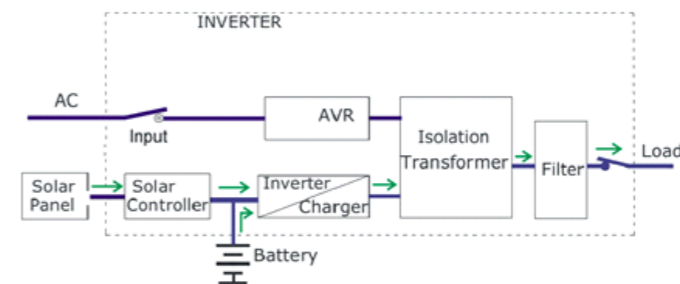 INVERTER
AC
Input
AVR
Isolation
Transformer
Filter
Load
Solar
Panel
Solar
Controller
Inverter
Charger
Battery